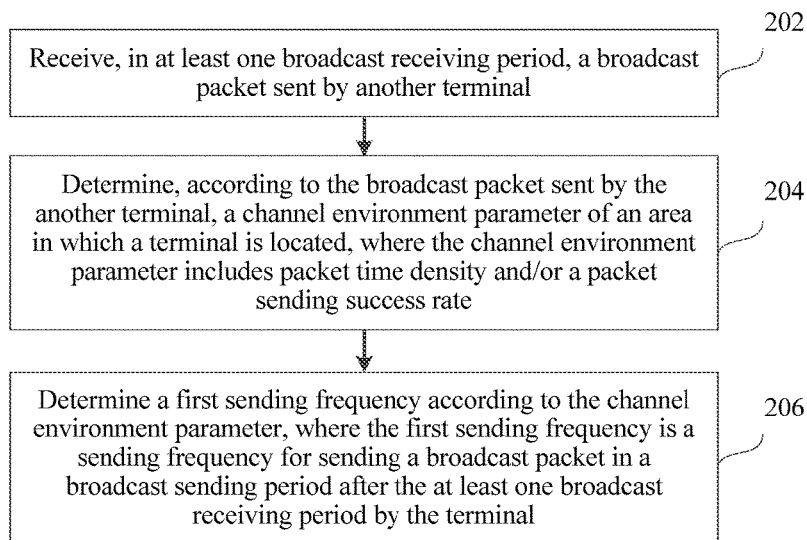 202
Receive, in at least one broadcast receiving period, a broadcast
packet sent by another terminal
204
Determine, according to the broadcast packet sent by the
another terminal, a channel environment parameter of an area
in which a terminal is located, where the channel environment
parameter includes packet time density and/or a packet
sending success rate
206
Determine a first sending frequency according to the channel
environment parameter, where the first sending frequency is a
sending frequency for sending a broadcast packet in a
broadcast sending period after the at least one broadcast
receiving period by the terminal